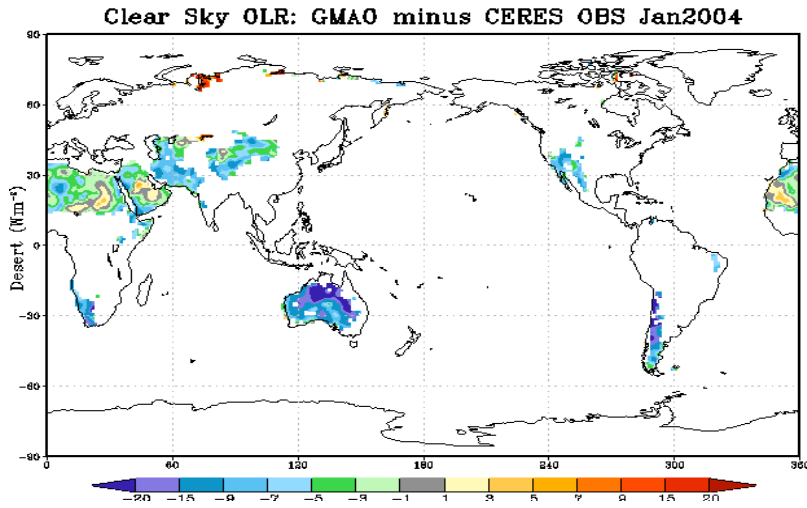 Clear Sky OLR: GMAO minus CERES OBS Jan2004
Desert (Wm⁻²)
90
60
30
0
-30
-60
-90
0 60 120 180 240 300 360
-20 -15 -9 -7 -5 -3 -1 1 3 5 7 9 15 20